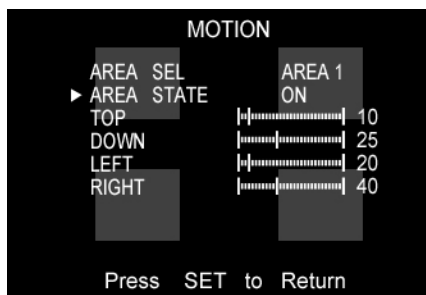 MOTION
AREA SEL AREA 1
AREA STATE ON
TOP 10
DOWN 25
LEFT 20
RIGHT 40
Press SET to Return